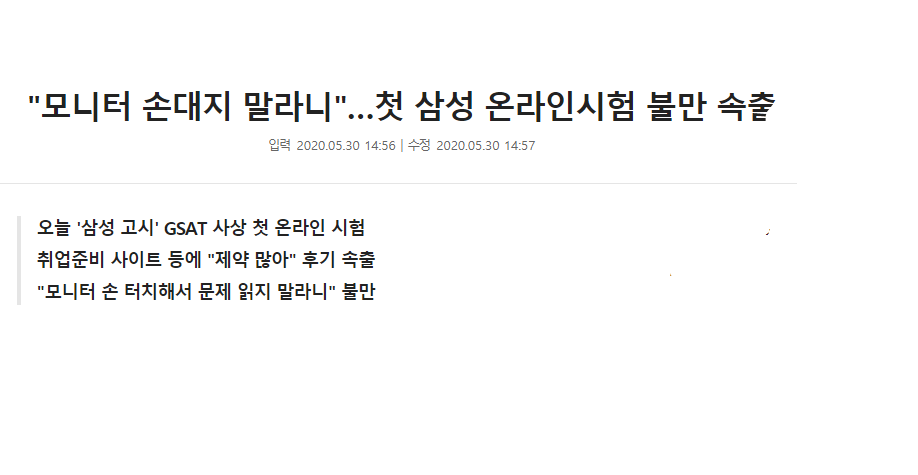 "모니터 손대지 말라니"...첫 삼성 온라인시험 불만 속출
입력 2020.05.30 14:56 | 수정 2020.05.30 14:57
오늘 '삼성 고시' GSAT 사상 첫 온라인 시험
취업준비 사이트 등에 "제약 많아" 후기 속출
"모니터 손 터치해서 문제 읽지 말라니" 불만